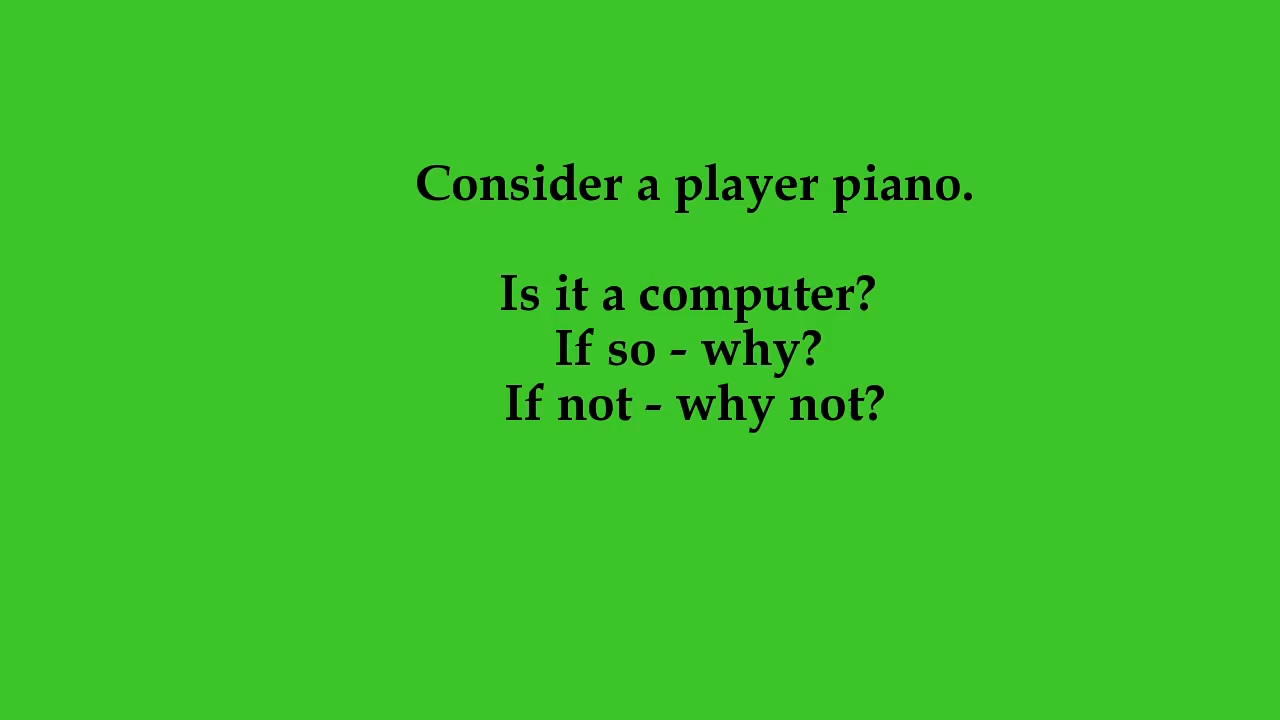 Consider a player piano.
Is it a computer?
If so - why?
If not - why not?